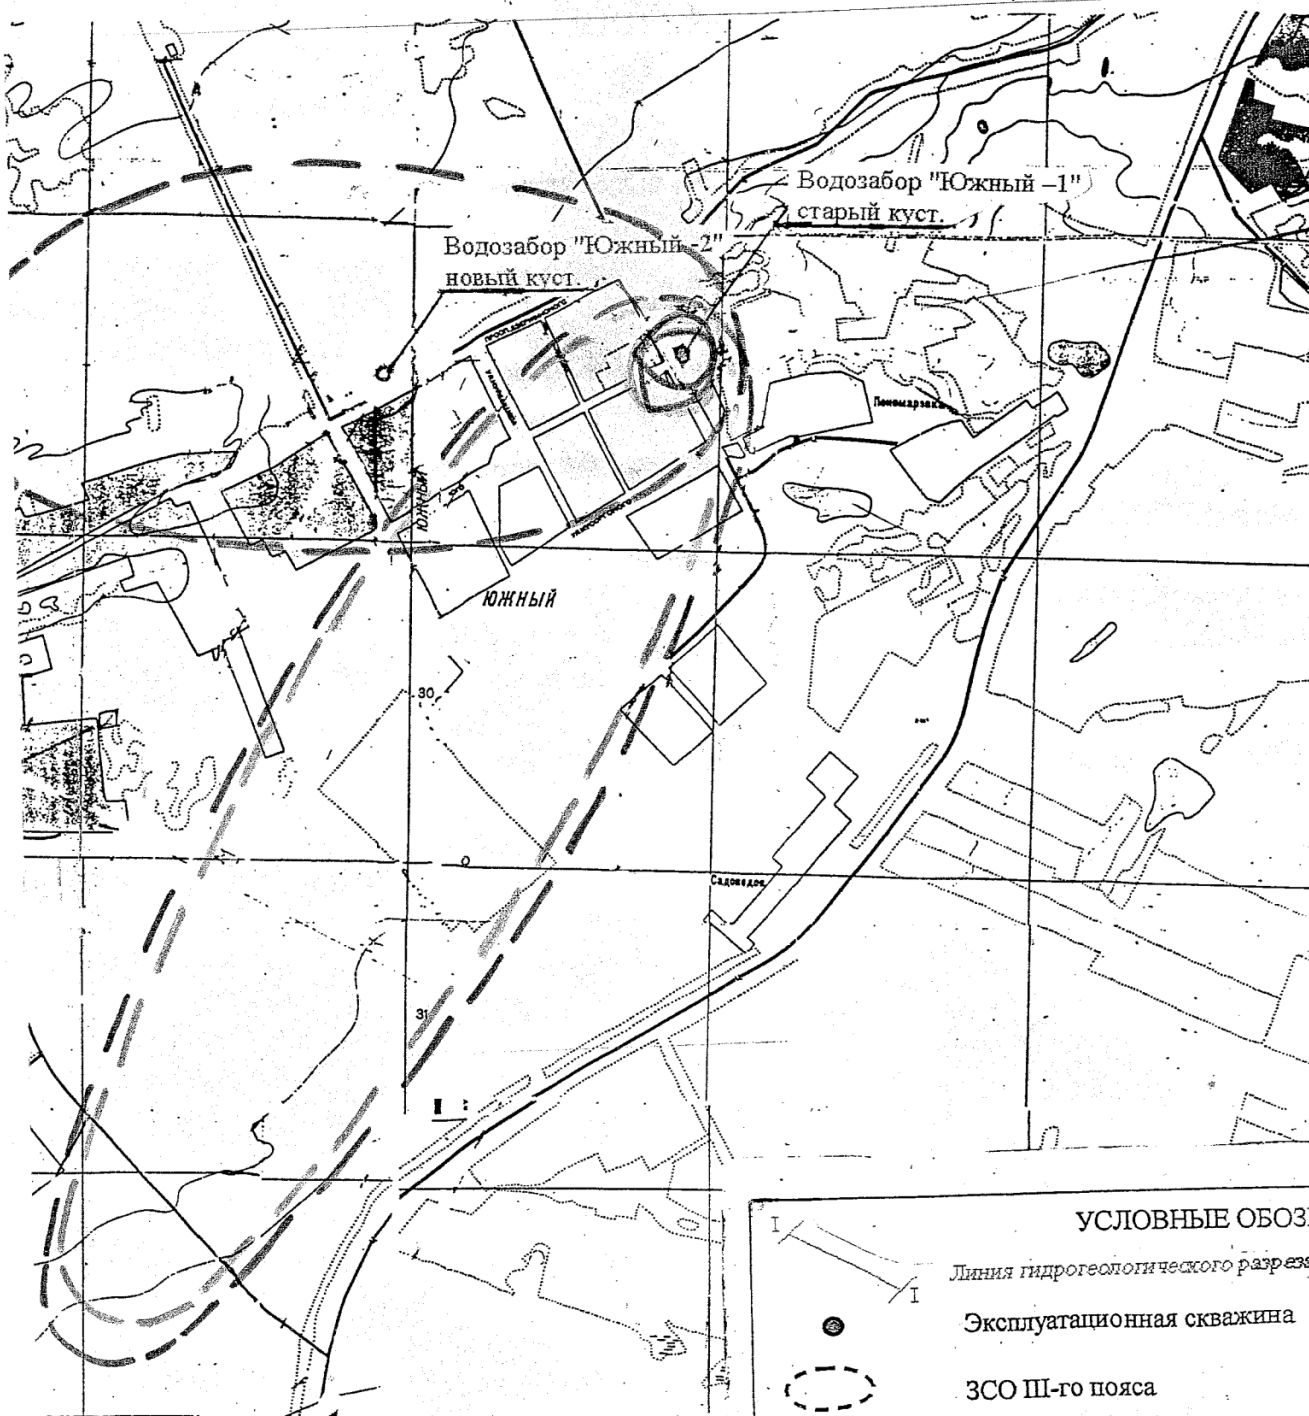 Водозабор "Южный –1"
старый куст.
Водозабор "Южный -2"
новый куст.
Пономаревка
ЮЖНЫЙ
ЮЖНЫЙ
30
Садоводов
31
УСЛОВНЫЕ ОБОЗ
I
Линия гидрогеологического разреза
I
Эксплуатационная скважина
ЗСО III-го пояса